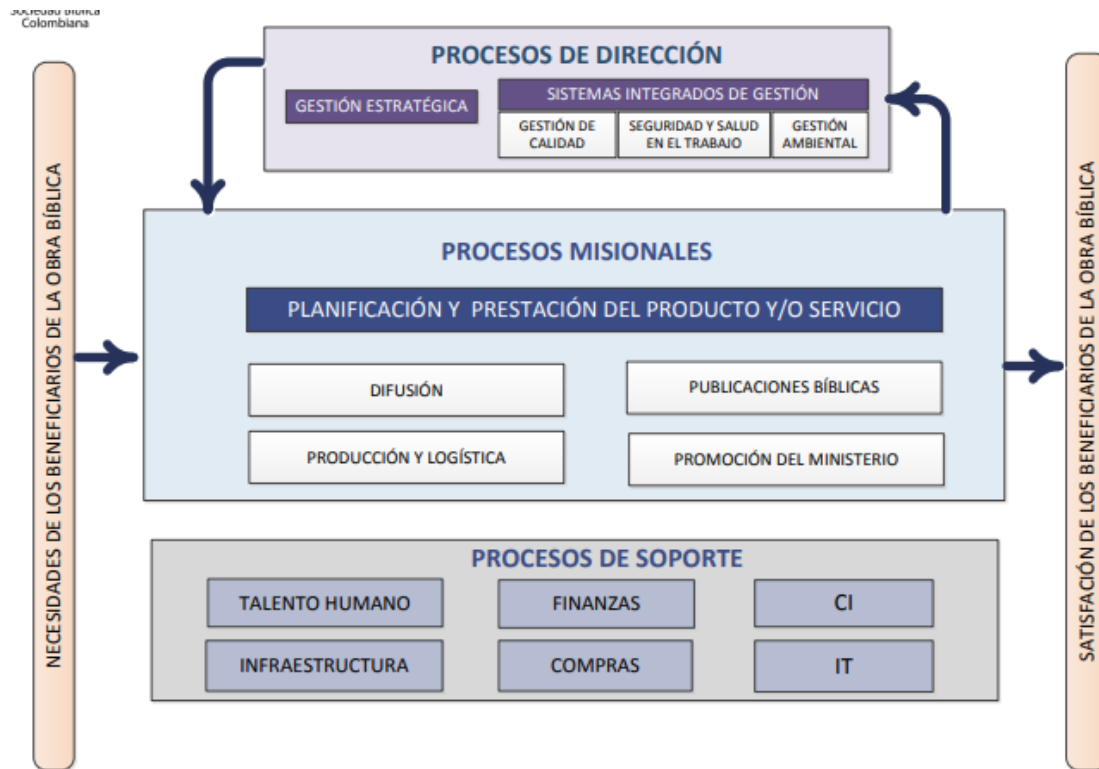 Sociedad Bíblica
Colombiana
PROCESOS DE DIRECCIÓN
GESTIÓN ESTRATÉGICA
SISTEMAS INTEGRADOS DE GESTIÓN
GESTIÓN DE
CALIDAD
SEGURIDAD Y SALUD
EN EL TRABAJO
GESTIÓN
AMBIENTAL
NECESIDADES DE LOS BENEFICIARIOS DE LA OBRA BÍBLICA
PROCESOS MISIONALES
PLANIFICACIÓN Y PRESTACIÓN DEL PRODUCTO Y/O SERVICIO
DIFUSIÓN
PUBLICACIONES BÍBLICAS
PRODUCCIÓN Y LOGÍSTICA
PROMOCIÓN DEL MINISTERIO
SATISFACCIÓN DE LOS BENEFICIARIOS DE LA OBRA BÍBLICA
PROCESOS DE SOPORTE
TALENTO HUMANO
FINANZAS
CI
INFRAESTRUCTURA
COMPRAS
IT